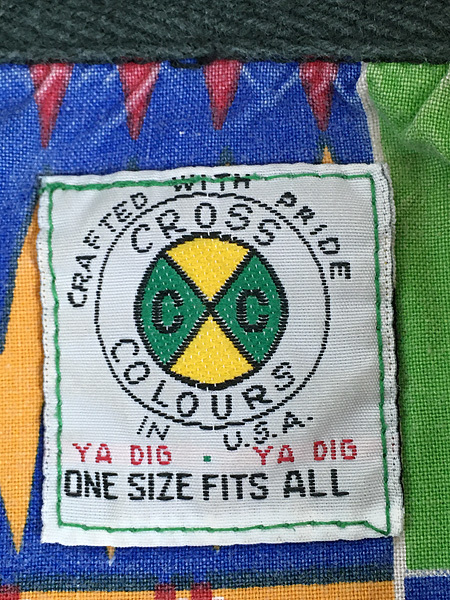 CRAFTED WITH PRIDE
CROSS
C C
COLOURS
IN U.S.A.
YA DIG · YA DIG
ONE SIZE FITS ALL